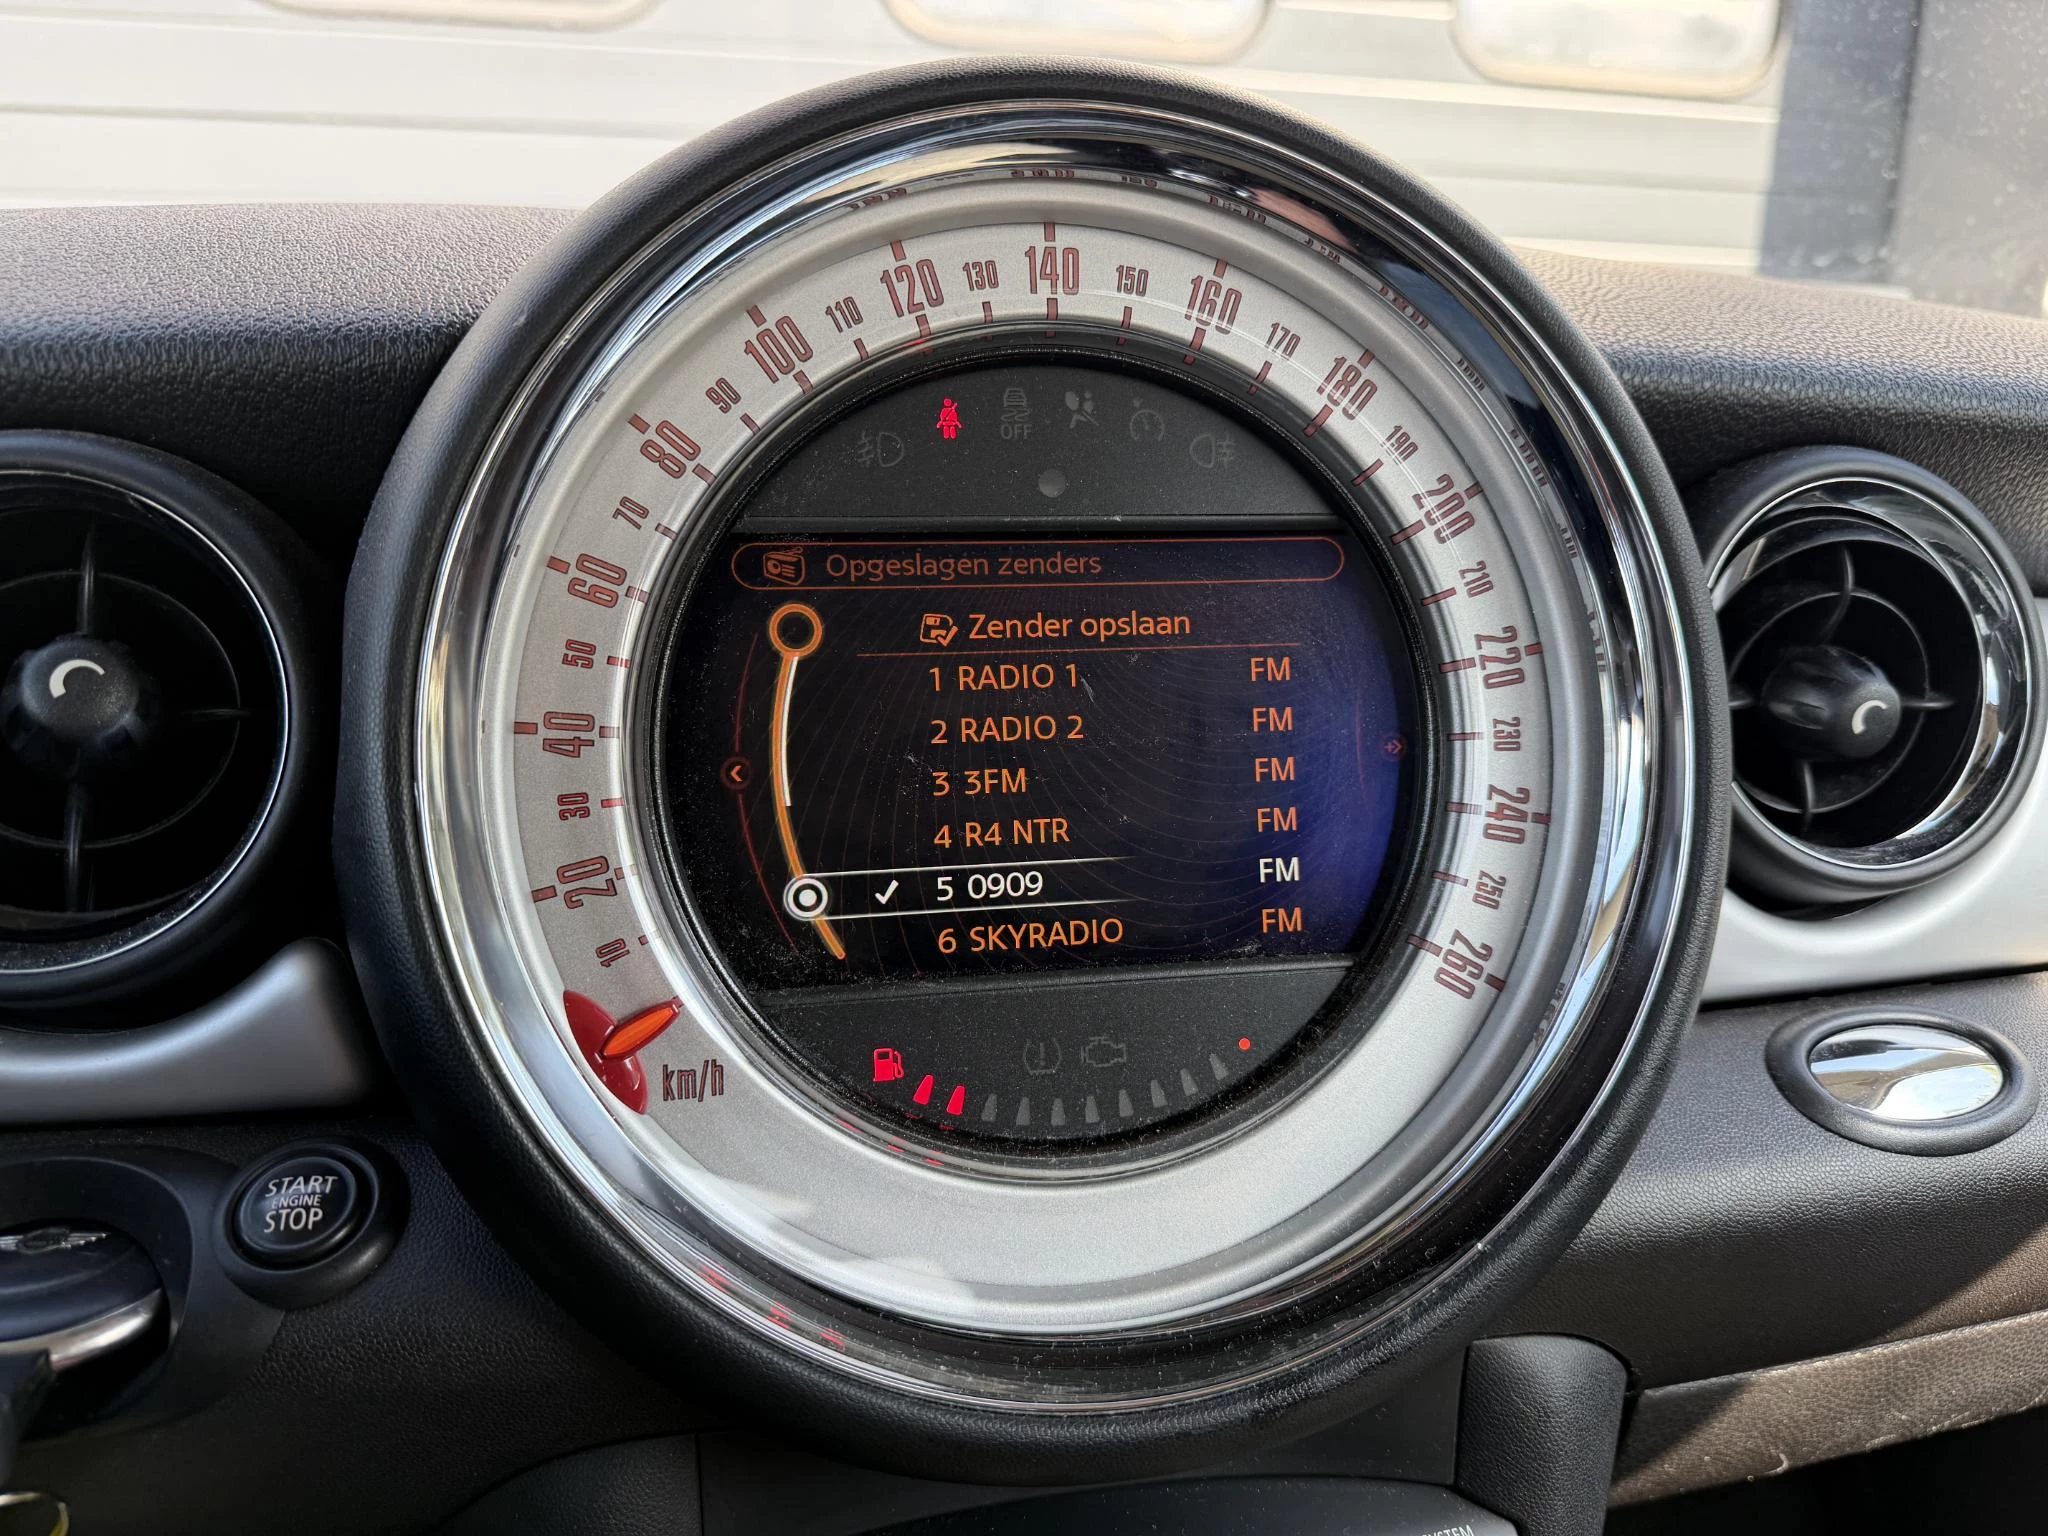 10
20
30
40
50
60
70
80
90
100
110
120
130
140
150
160
170
180
190
200
210
220
230
240
250
260
km/h
OFF
Opgeslagen zenders
Zender opslaan
1 RADIO 1 FM
2 RADIO 2 FM
3 3FM FM
4 R4 NTR FM
5 0909 FM
6 SKYRADIO FM
START
ENGINE
STOP